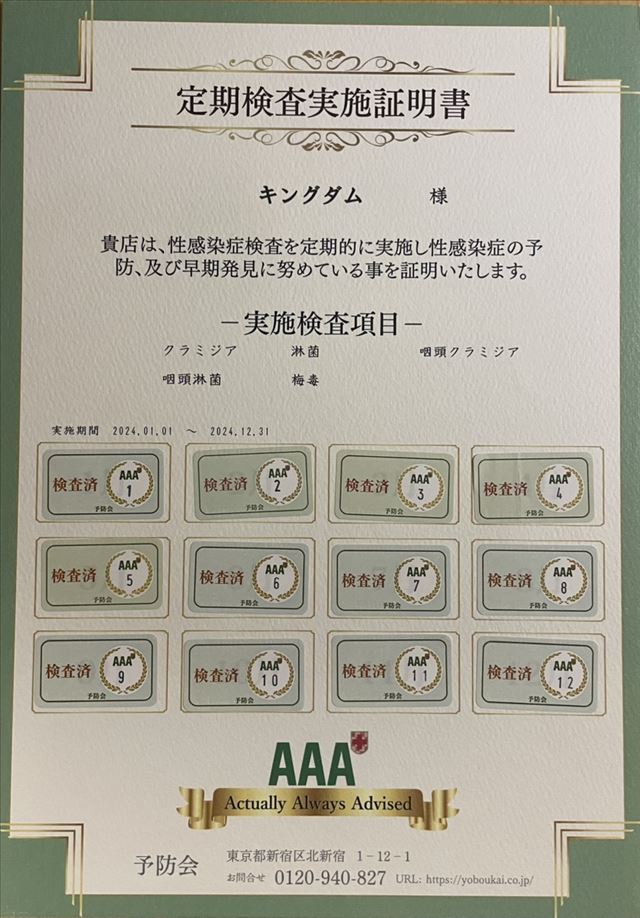 定期検査実施証明書
キングダム 様
貴店は、性感染症検査を定期的に実施し性感染症の予
防、及び早期発見に努めている事を証明いたします。
－実施検査項目－
クラミジア 淋菌 咽頭クラミジア
咽頭淋菌 梅毒
実施期間 2024.01.01 ～ 2024.12.31
検査済 AAA 1 予防会
検査済 AAA 2 予防会
検査済 AAA 3 予防会
検査済 AAA 4 予防会
検査済 AAA 5 予防会
検査済 AAA 6 予防会
検査済 AAA 7 予防会
検査済 AAA 8 予防会
検査済 AAA 9 予防会
検査済 AAA 10 予防会
検査済 AAA 11 予防会
検査済 AAA 12 予防会
AAA
Actually Always Advised
予防会 東京都新宿区北新宿 1-12-1
お問合せ 0120-940-827 URL: https://yoboukai.co.jp/